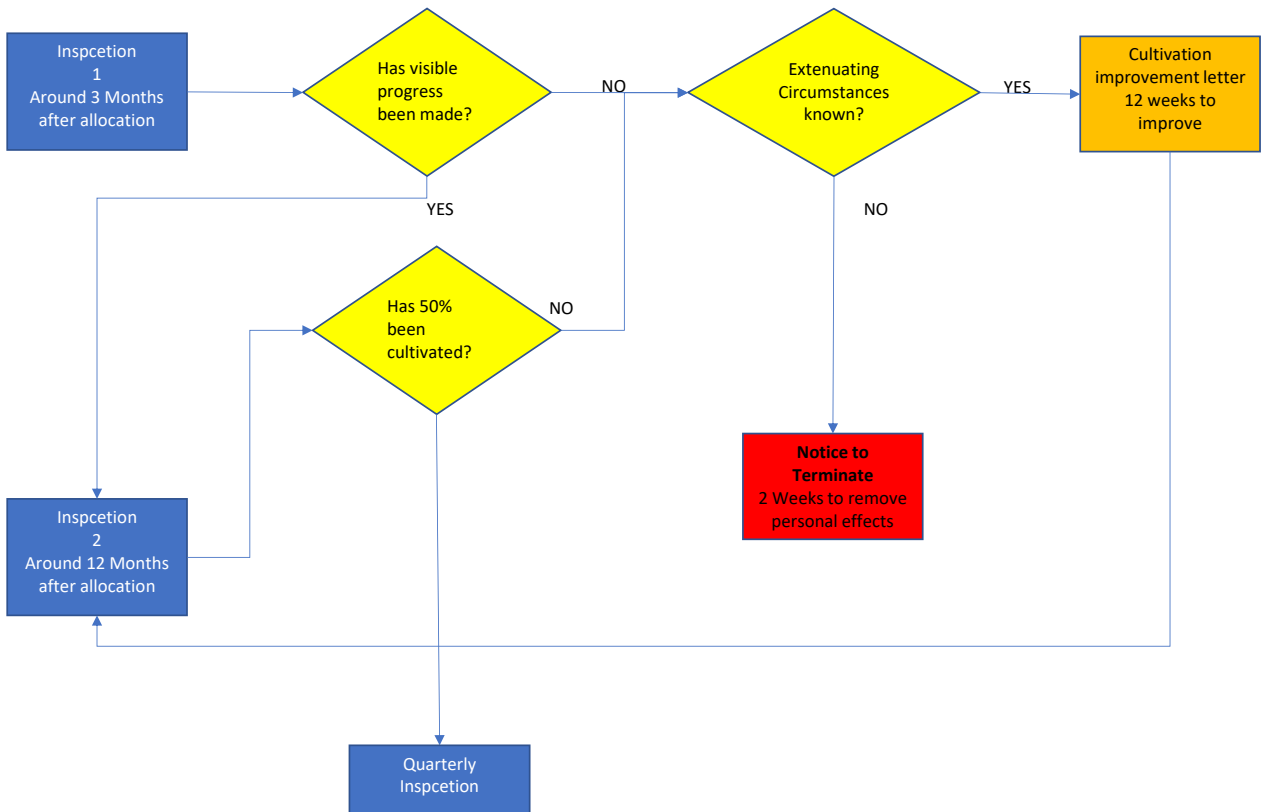 Inspcetion
1
Around 3 Months
after allocation
Has visible
progress
been made?
NO
Extenuating
Circumstances
known?
YES
Cultivation
improvement letter
12 weeks to
improve
YES
NO
Has 50%
been
cultivated?
NO
Notice to
Terminate
2 Weeks to remove
personal effects
Inspcetion
2
Around 12 Months
after allocation
Quarterly
Inspcetion